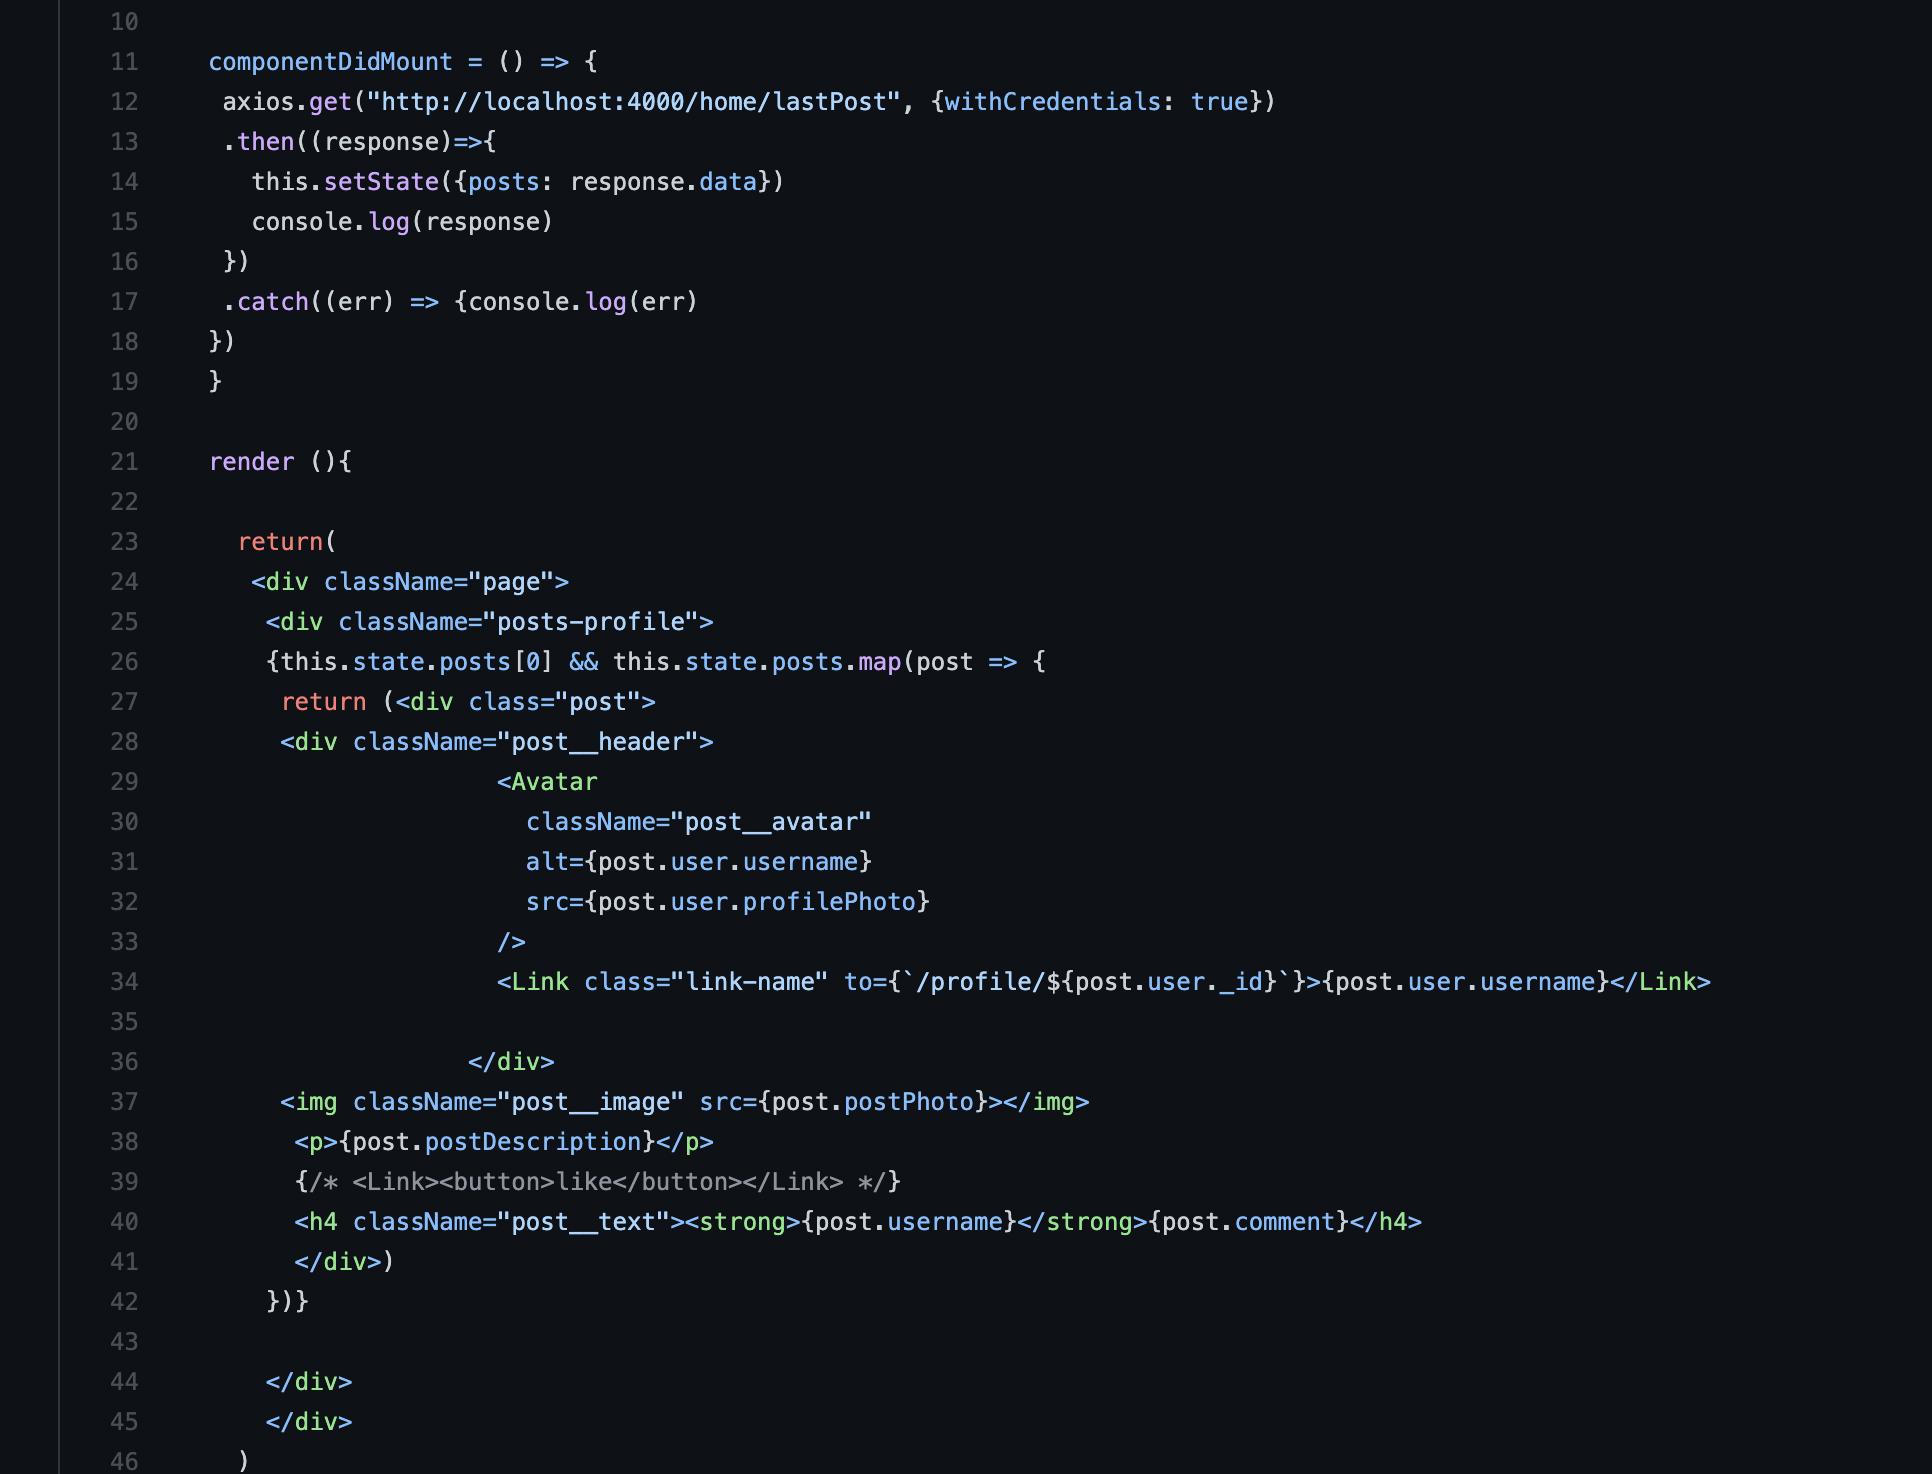 10
11 componentDidMount = () => {
12 axios.get("http://localhost:4000/home/lastPost", {withCredentials: true})
13 .then((response)=>{
14 this.setState({posts: response.data})
15 console.log(response)
16 })
17 .catch((err) => {console.log(err)
18 })
19 }
20
21 render (){
22
23 return(
24 <div className="page">
25 <div className="posts-profile">
26 {this.state.posts[0] && this.state.posts.map(post => {
27 return (<div class="post">
28 <div className="post__header">
29 <Avatar
30 className="post__avatar"
31 alt={post.user.username}
32 src={post.user.profilePhoto}
33 />
34 <Link class="link-name" to={`/profile/${post.user._id}`}>{post.user.username}</Link>
35
36 </div>
37 <img className="post__image" src={post.postPhoto}></img>
38 <p>{post.postDescription}</p>
39 {/* <Link><button>like</button></Link> */}
40 <h4 className="post__text"><strong>{post.username}</strong>{post.comment}</h4>
41 </div>)
42 })}
43
44 </div>
45 </div>
46 )